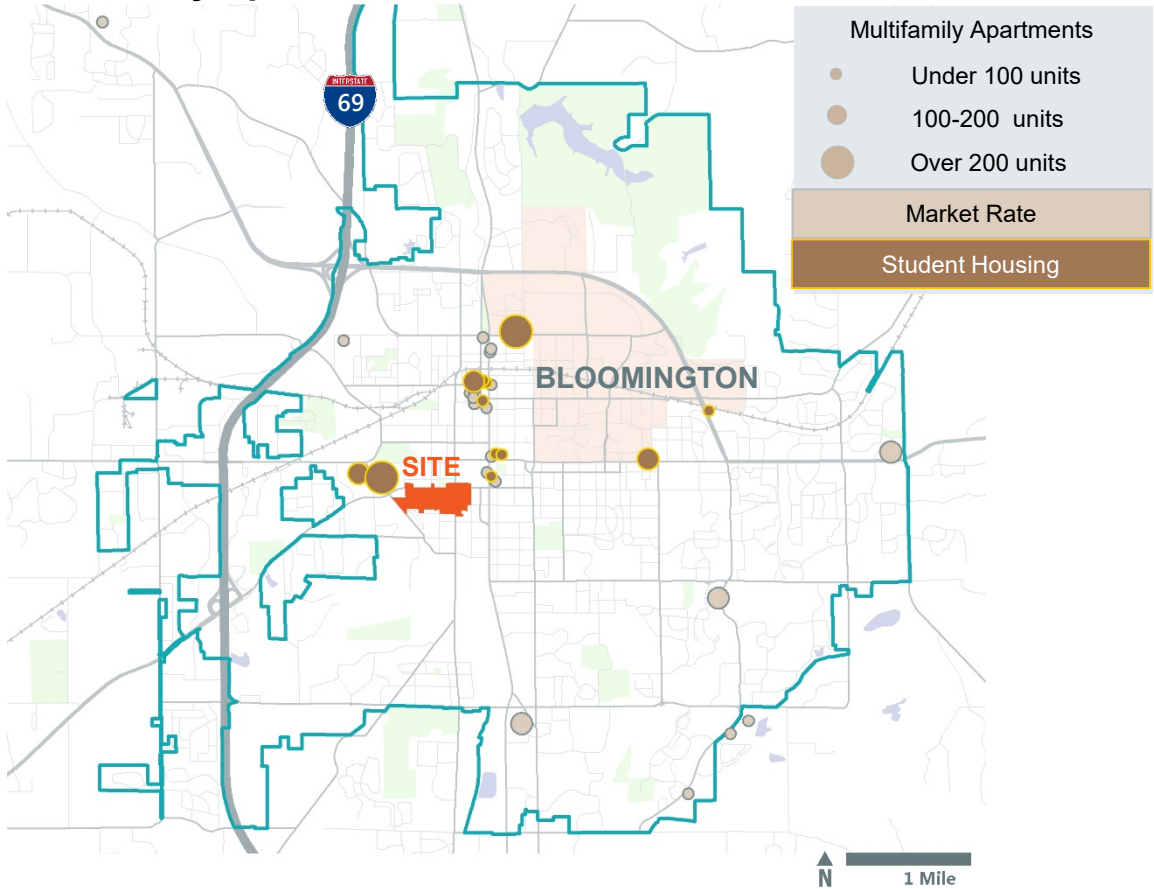 Multifamily Apartments
Under 100 units
100-200 units
Over 200 units
Market Rate
Student Housing
INTERSTATE
69
BLOOMINGTON
SITE
N
1 Mile